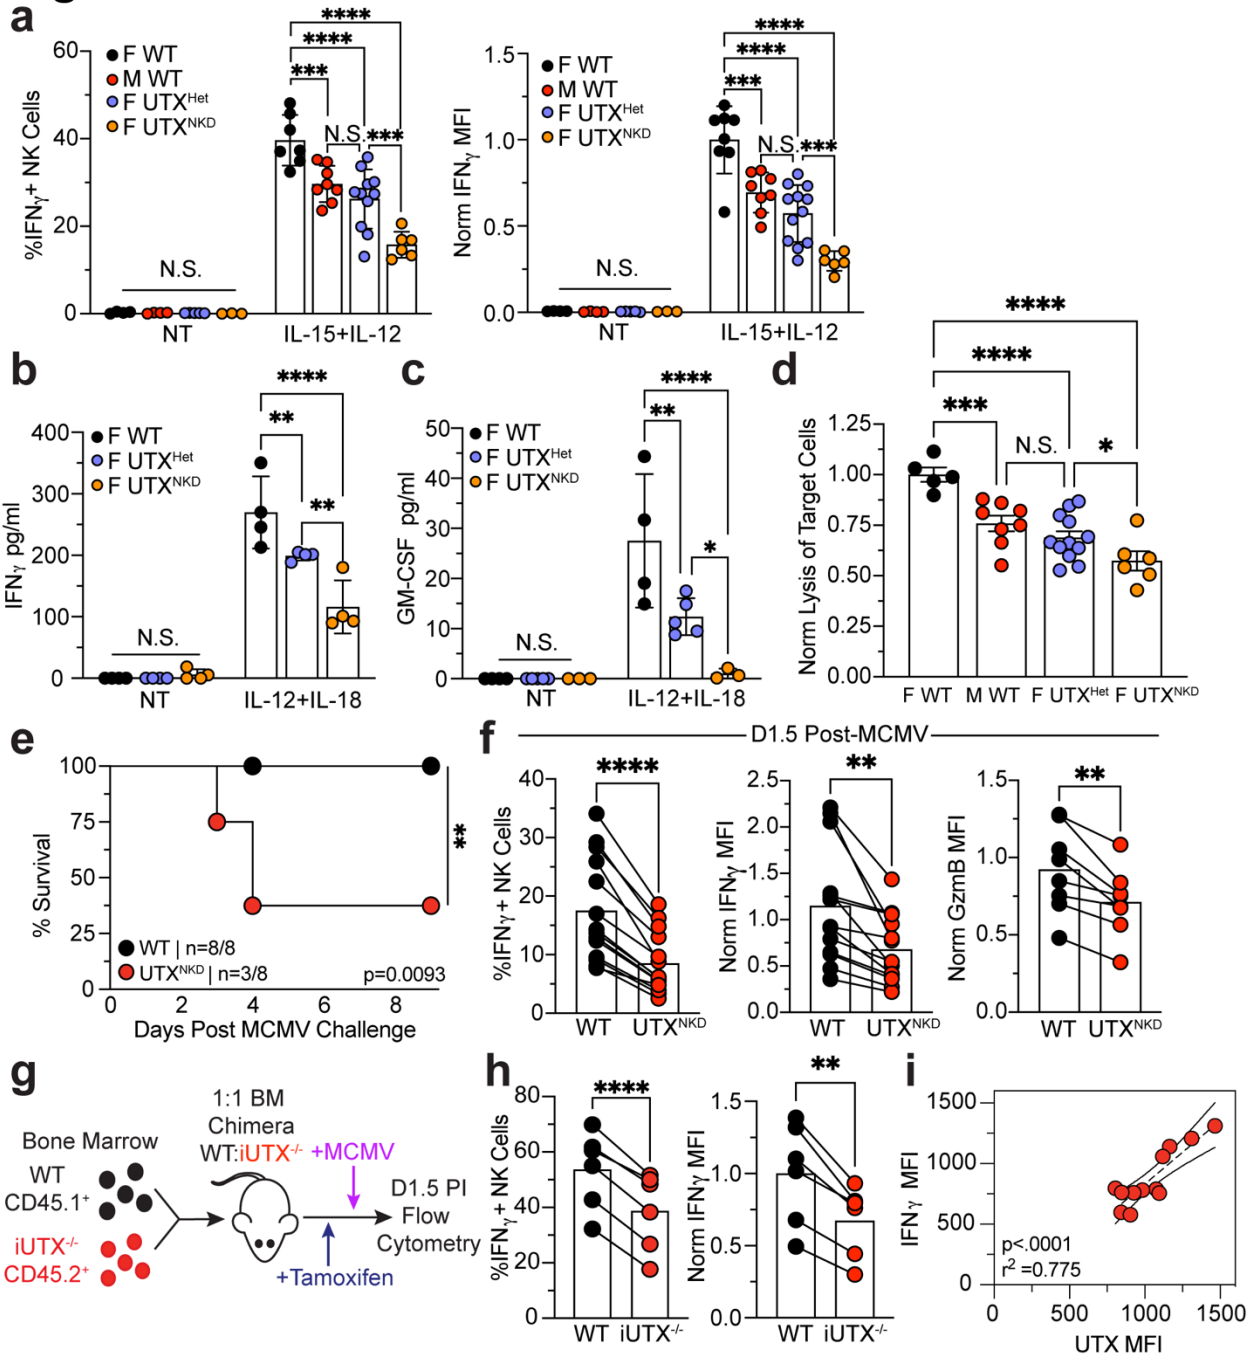 a
60
40
20
0
%IFNγ+ NK Cells
F WT
M WT
F UTXHet
F UTXNKD
N.S.
NT
IL-15+IL-12
***
****
****
N.S.
***
1.5
1.0
0.5
0.0
Norm IFNγ MFI
F WT
M WT
F UTXHet
F UTXNKD
N.S.
NT
IL-15+IL-12
***
****
****
N.S.
***
b
400
300
200
100
0
IFNγ pg/ml
F WT
F UTXHet
F UTXNKD
N.S.
NT
IL-12+IL-18
****
**
**
c
50
40
30
20
10
0
GM-CSF pg/ml
F WT
F UTXHet
F UTXNKD
N.S.
NT
IL-12+IL-18
****
**
*
d
1.25
1.00
0.75
0.50
0.25
0.00
Norm Lysis of Target Cells
****
****
***
N.S.
*
F WT
M WT
F UTXHet
F UTXNKD
e
100
75
50
25
0
% Survival
WT | n=8/8
UTXNKD | n=3/8
p=0.0093
**
0 2 4 6 8
Days Post MCMV Challenge
f
D1.5 Post-MCMV
40
30
20
10
0
%IFNγ+ NK Cells
****
WT
UTXNKD
2.5
2.0
1.5
1.0
0.5
0.0
Norm IFNγ MFI
**
WT
UTXNKD
1.5
1.0
0.5
0.0
Norm GzmB MFI
**
WT
UTXNKD
g
Bone Marrow
WT
CD45.1+
iUTX-/-
CD45.2+
1:1 BM
Chimera
WT:iUTX-/-
+MCMV
+Tamoxifen
D1.5 PI
Flow
Cytometry
h
80
60
40
20
0
%IFNγ+ NK Cells
****
WT
iUTX-/-
1.5
1.0
0.5
0.0
Norm IFNγ MFI
**
WT
iUTX-/-
i
1500
1000
500
0
IFNγ MFI
p<.0001
r2 =0.775
0 500 1000 1500
UTX MFI